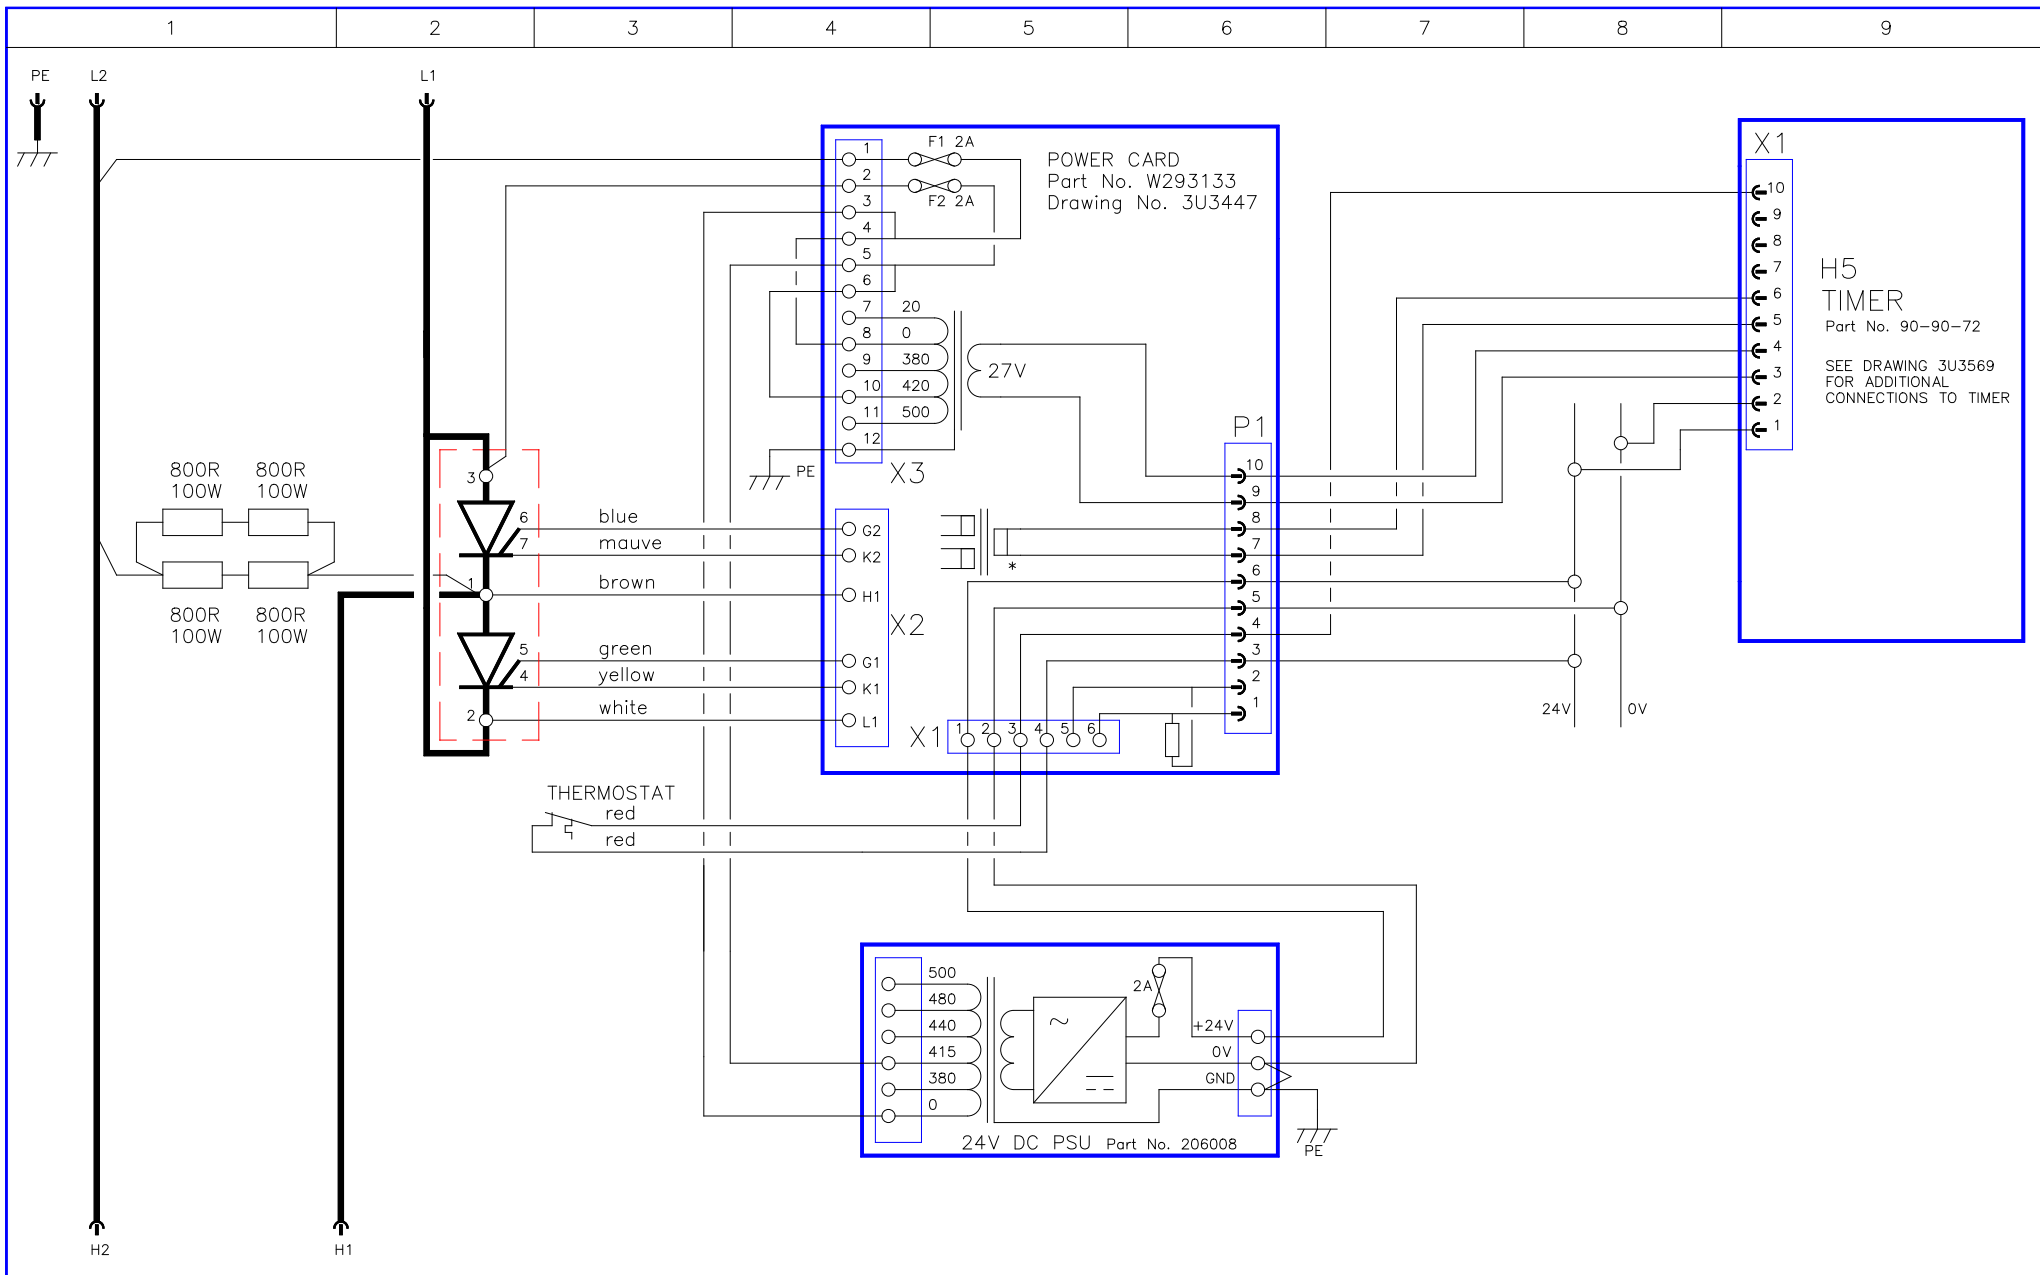 1 2 3 4 5 6 7 8 9
PE
L2
L1
POWER CARD
Part No. W293133
Drawing No. 3U3447
F1 2A
F2 2A
1
2
3
4
5
6
7 20
8 0
9 380
10 420
11 500
12
X3
PE
27V
P1
10
9
8
7
6
5
4
3
2
1
*
G2
K2
H1
X2
G1
K1
L1
X1
1 2 3 4 5 6
800R 800R
100W 100W
800R 800R
100W 100W
3
6
7
1
5
4
2
blue
mauve
brown
green
yellow
white
THERMOSTAT
red
red
24V 0V
X1
10
9
8
7
6
5
4
3
2
1
H5
TIMER
Part No. 90-90-72
SEE DRAWING 3U3569
FOR ADDITIONAL
CONNECTIONS TO TIMER
500
480
440
415
380
0
~
2A
+24V
0V
GND
24V DC PSU Part No. 206008
PE
H2
H1